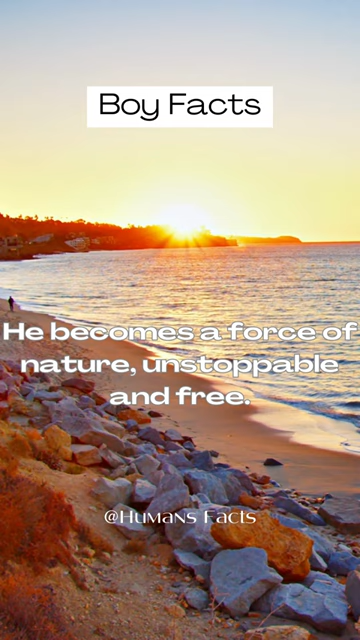 Boy Facts
He becomes a force of
nature, unstoppable
and free.
@Humans Facts